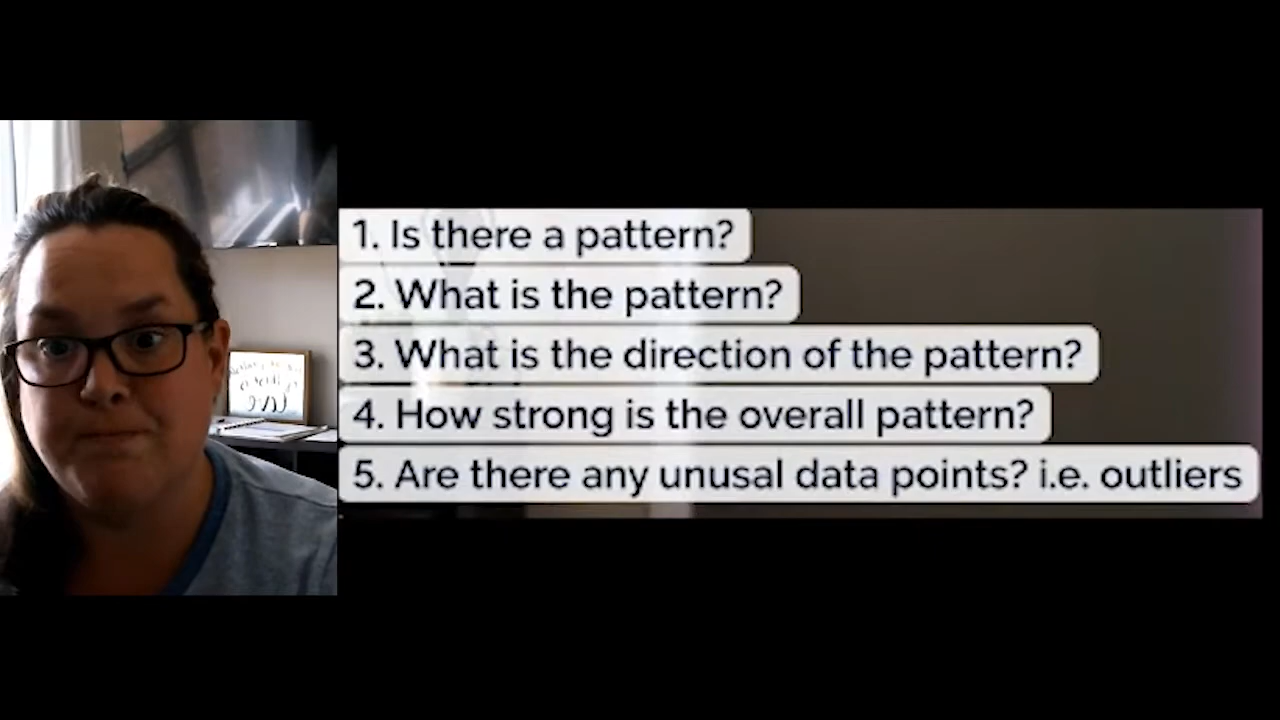 1. Is there a pattern?
2. What is the pattern?
3. What is the direction of the pattern?
4. How strong is the overall pattern?
5. Are there any unusal data points? i.e. outliers